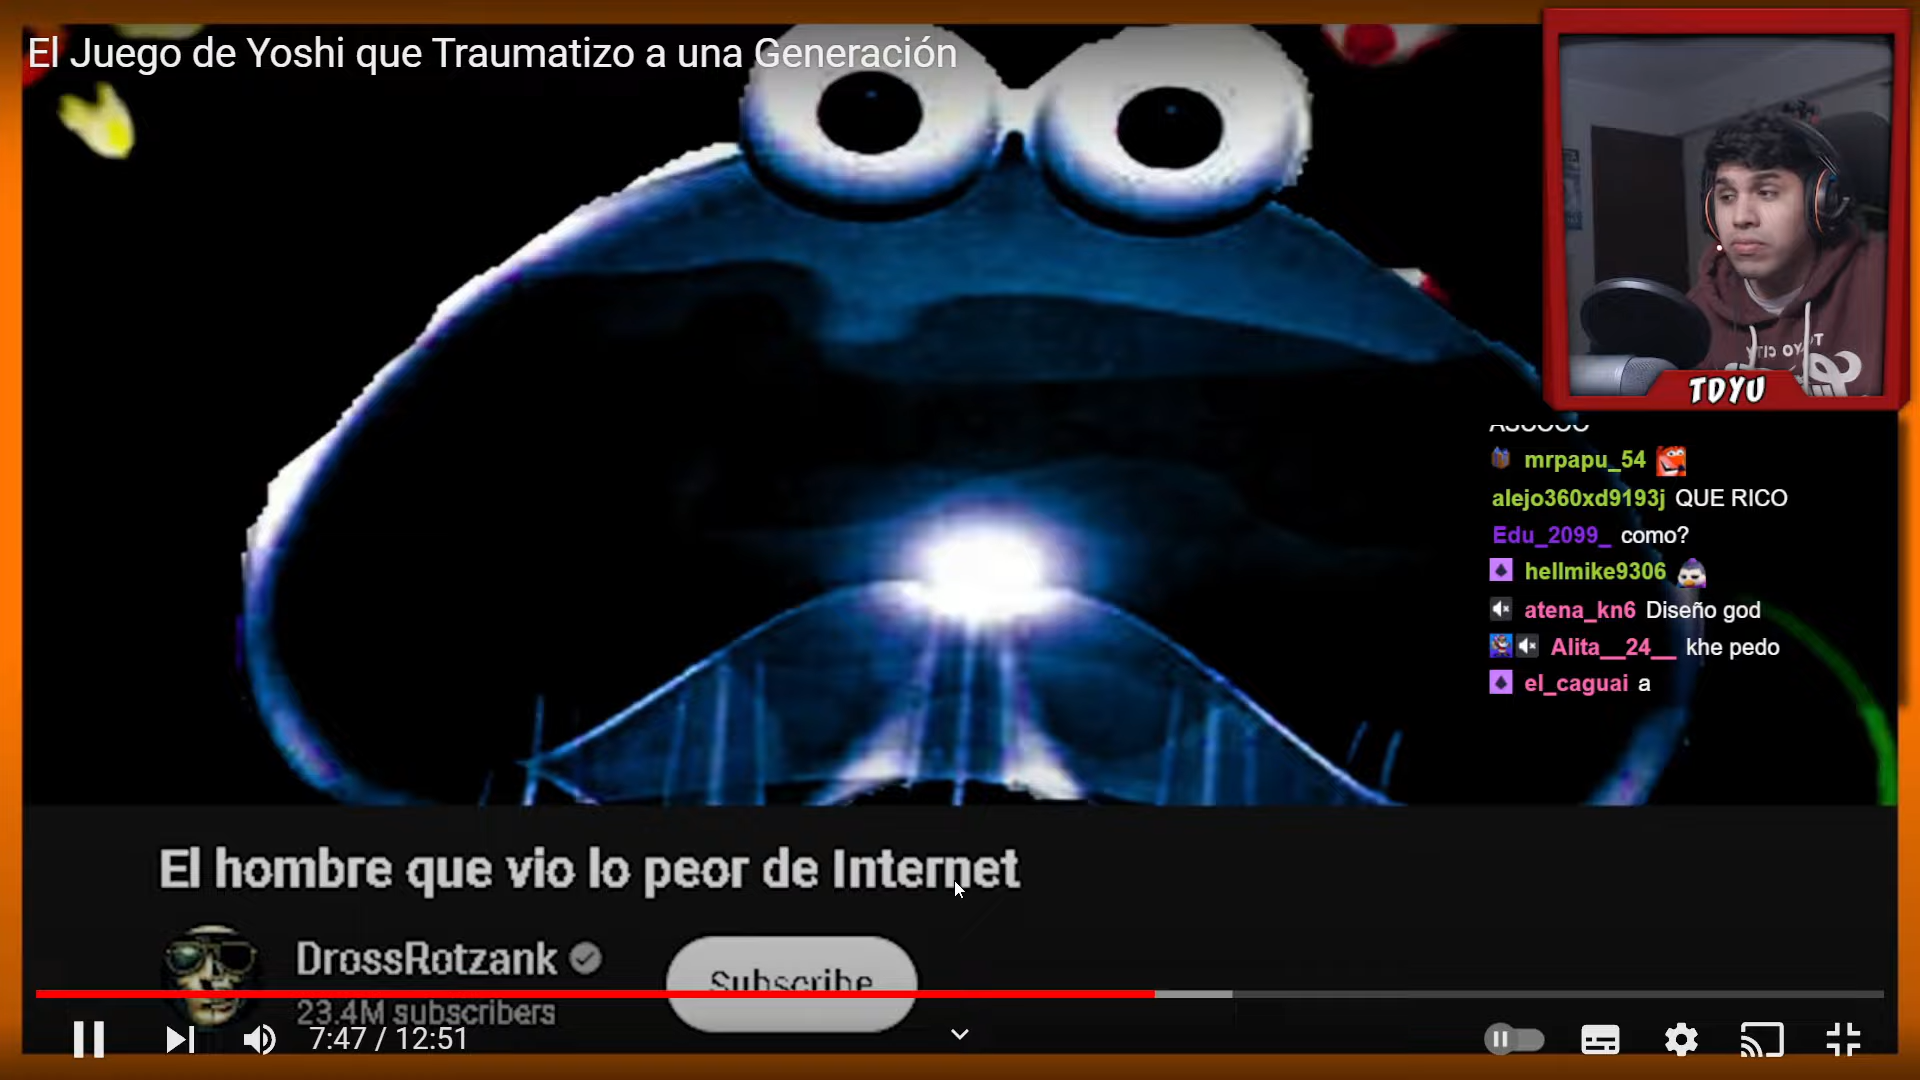 El Juego de Yoshi que Traumatizo a una Generación
TDYU
mrpapu_54
alejo360xd9193j QUE RICO
Edu_2099_ como?
hellmike9306
atena_kn6 Diseño god
Alita__24__ khe pedo
el_caguai a
El hombre que vio lo peor de Internet
DrossRotzank
23.4M subscribers
Subscribe
7:47 / 12:51